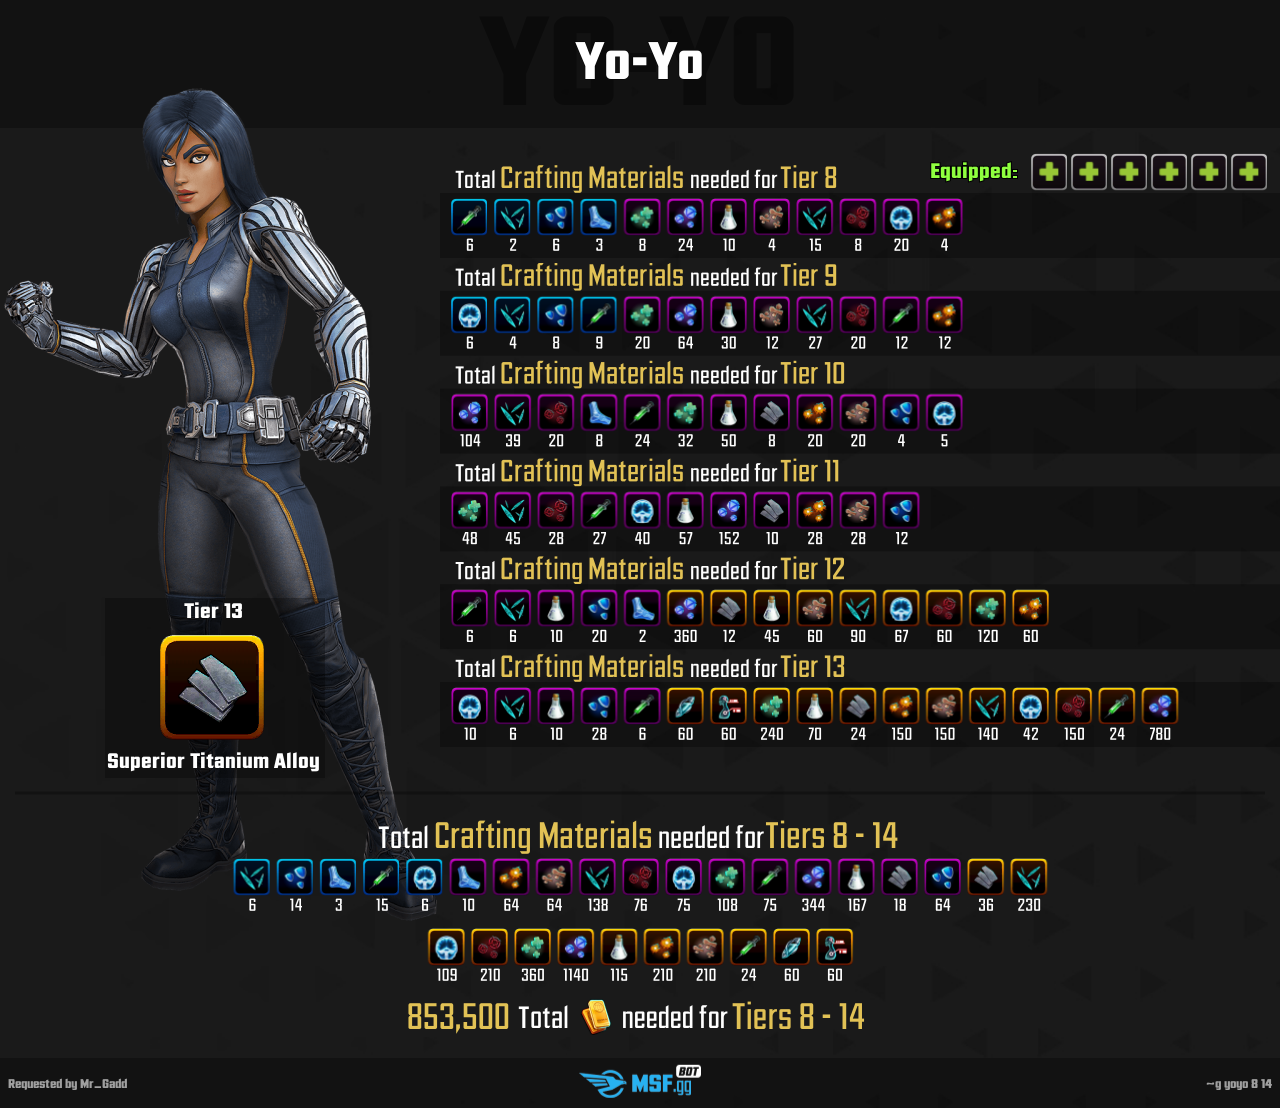 YO-YO
Yo-Yo
Equipped:
Total Crafting Materials needed for Tier 8
6 2 6 3 8 24 10 4 15 8 20 4
Total Crafting Materials needed for Tier 9
6 4 8 9 20 64 30 12 27 20 12 12
Total Crafting Materials needed for Tier 10
104 39 20 8 24 32 50 8 20 20 4 5
Total Crafting Materials needed for Tier 11
48 45 28 27 40 57 152 10 28 28 12
Total Crafting Materials needed for Tier 12
6 6 10 20 2 360 12 45 60 90 67 60 120 60
Total Crafting Materials needed for Tier 13
10 6 10 28 6 60 60 240 70 24 150 150 140 42 150 24 780
Tier 13
Superior Titanium Alloy
Total Crafting Materials needed for Tiers 8 - 14
6 14 3 15 6 10 64 64 138 76 75 108 75 344 167 18 64 36 230
109 210 360 1140 115 210 210 24 60 60
853,500 Total needed for Tiers 8 - 14
Requested by Mr_Gadd
MSF.gg BOT
~g yoyo 8 14